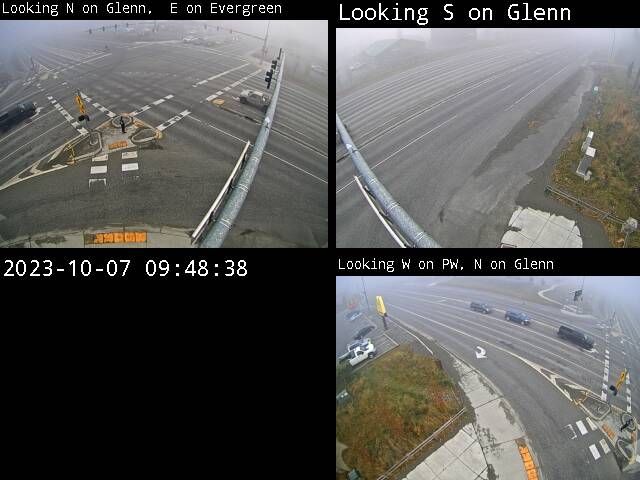 Looking N on Glenn,  E on Evergreen
Looking S on Glenn
2023-10-07 09:48:38
Looking W on PW, N on Glenn